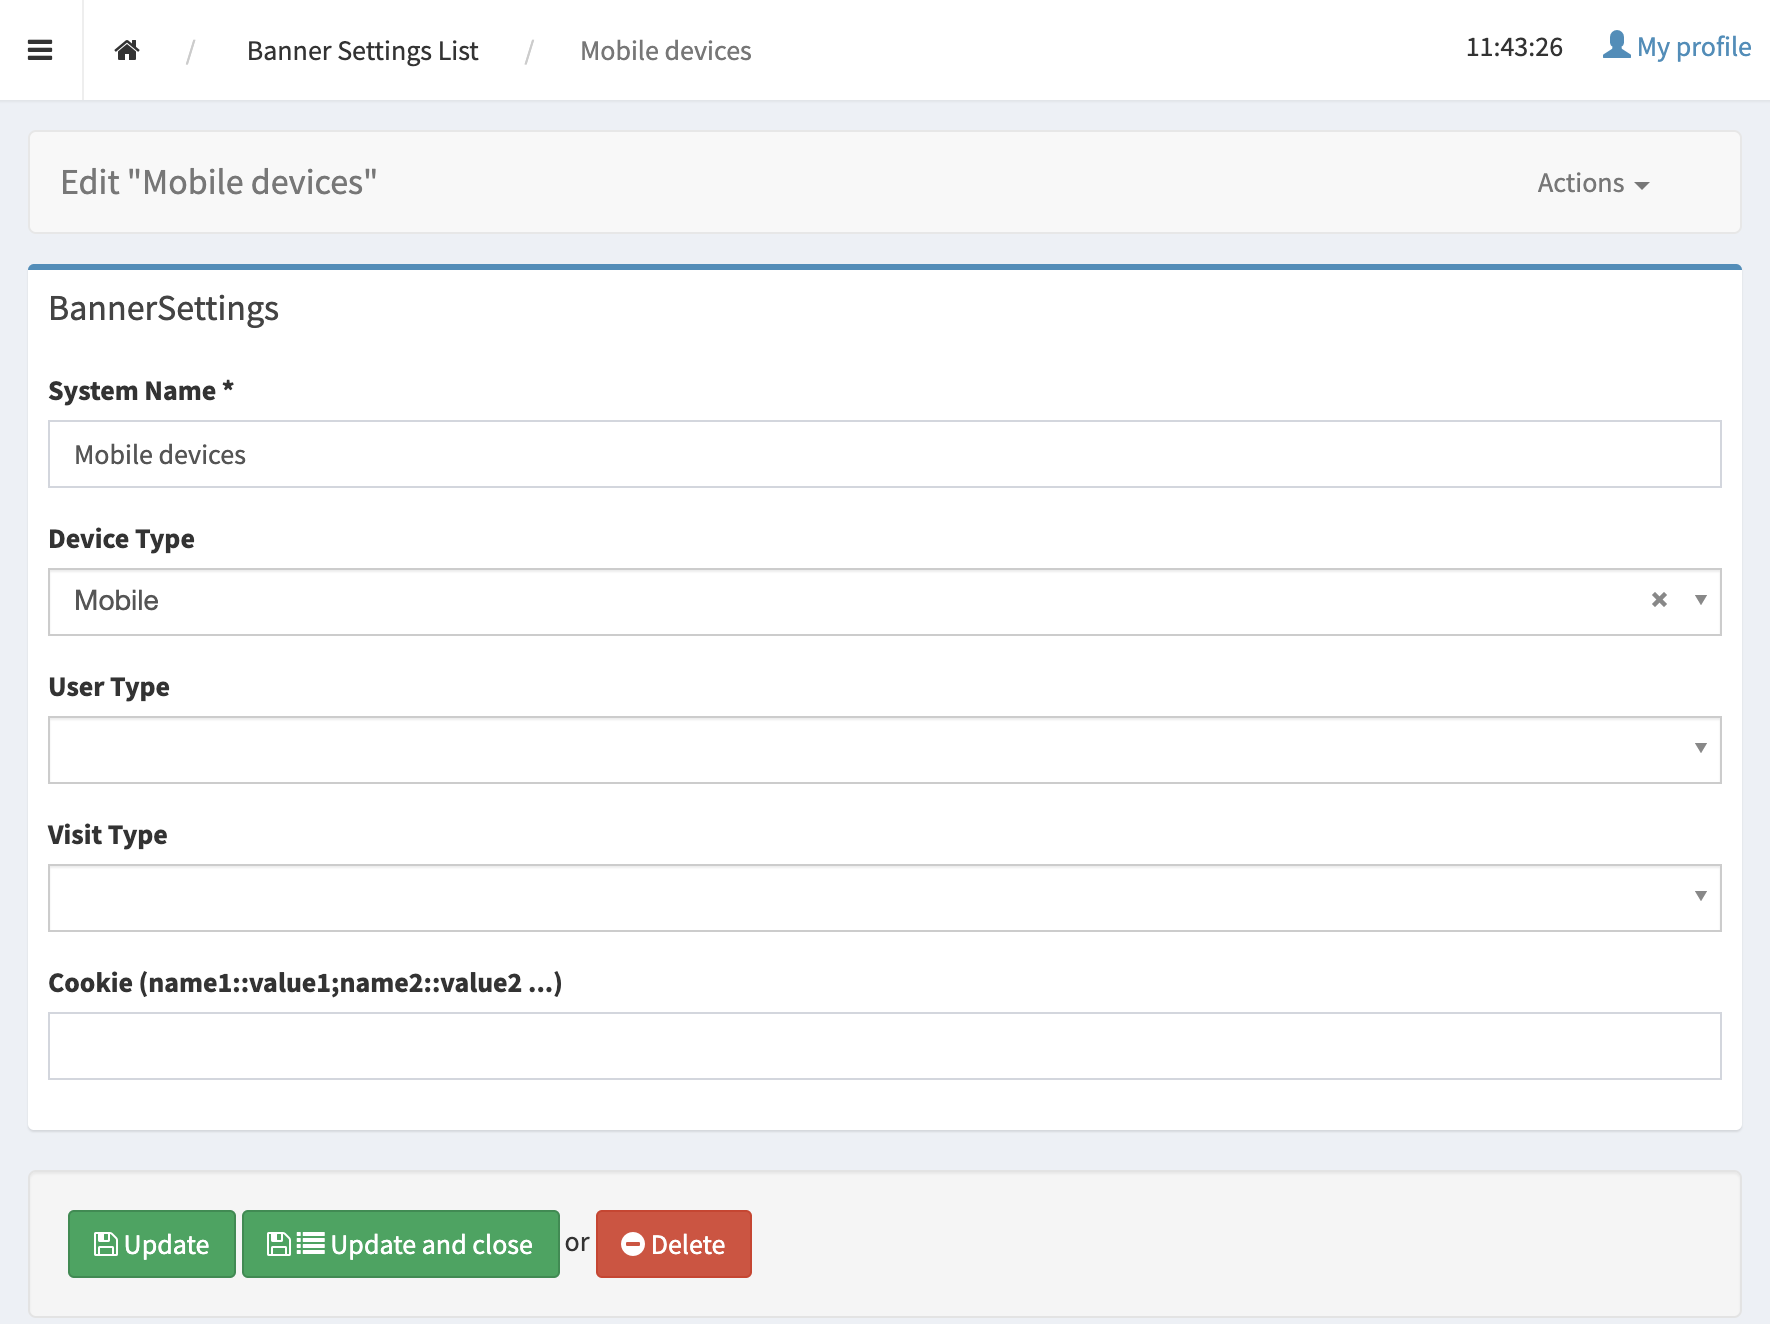 / Banner Settings List / Mobile devices 11:43:26 My profile
Edit "Mobile devices" Actions
BannerSettings
System Name *
Mobile devices
Device Type
Mobile
User Type
Visit Type
Cookie (name1::value1;name2::value2 ...)
Update Update and close or Delete